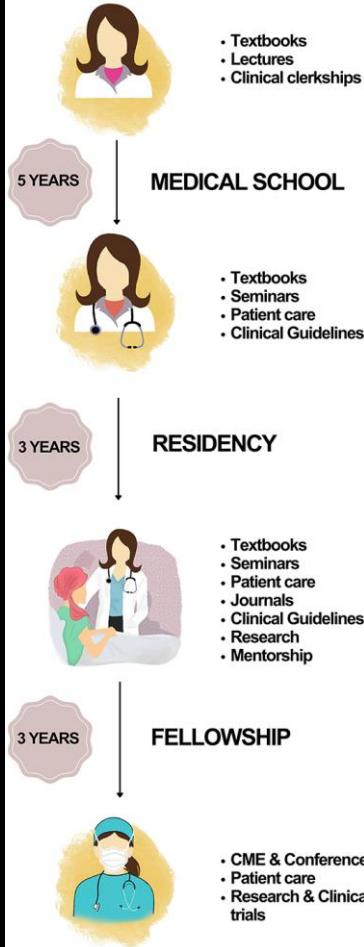 • Textbooks
• Lectures
• Clinical clerkships
5 YEARS
MEDICAL SCHOOL
• Textbooks
• Seminars
• Patient care
• Clinical Guidelines
3 YEARS
RESIDENCY
• Textbooks
• Seminars
• Patient care
• Journals
• Clinical Guidelines
• Research
• Mentorship
3 YEARS
FELLOWSHIP
• CME & Conference
• Patient care
• Research & Clinica
trials